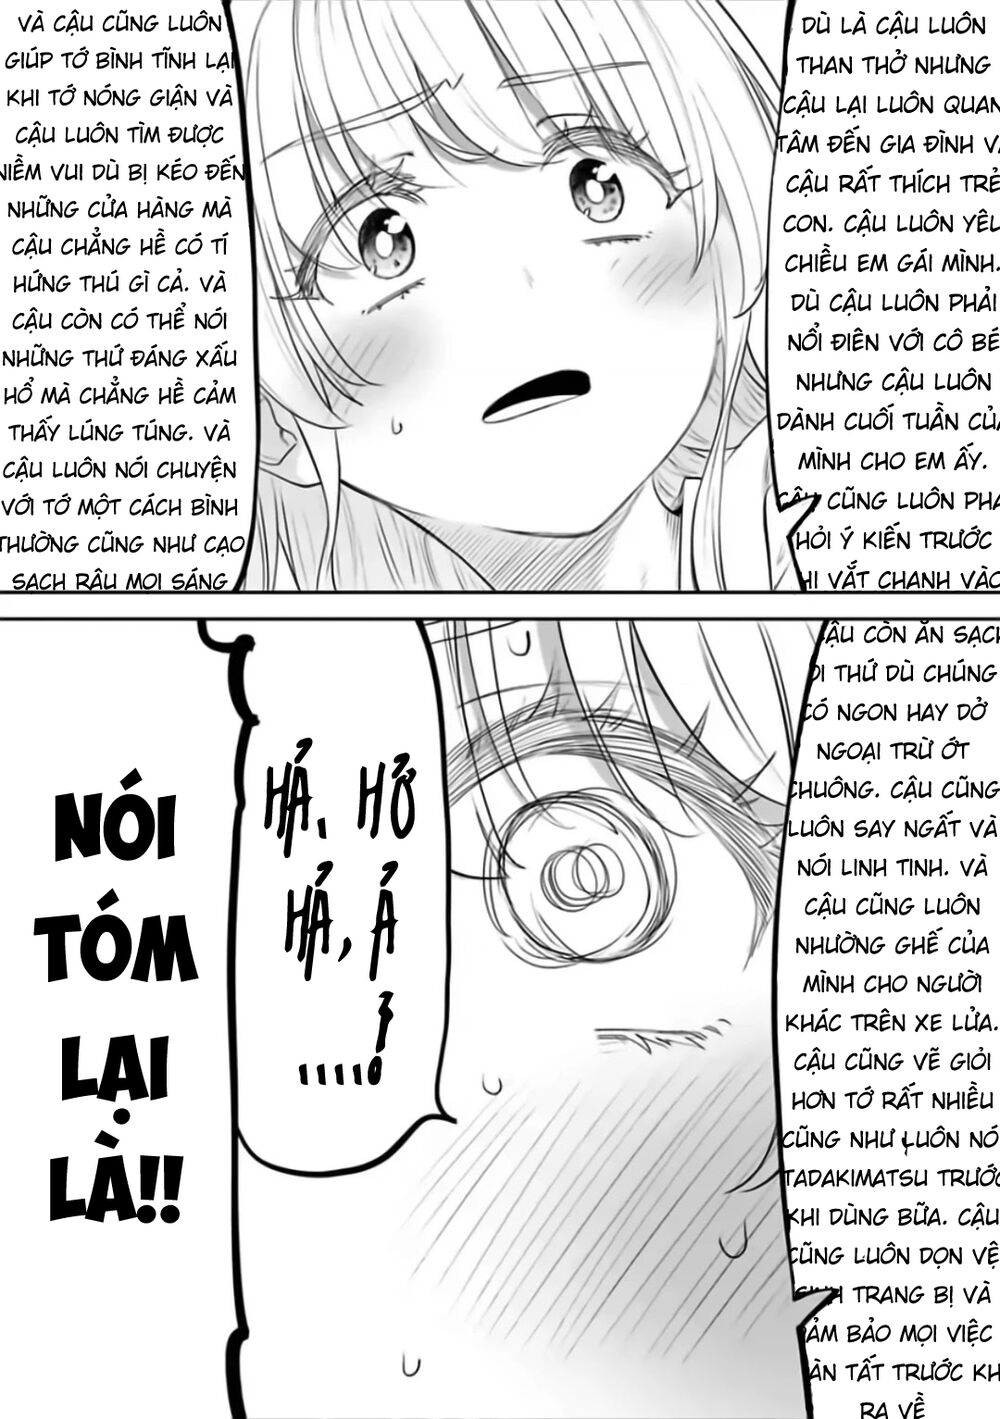 DÙ LÀ CẬU LUÔN
THAN THỞ NHƯNG
CẬU LẠI LUÔN QUAN
TÂM ĐẾN GIA ĐÌNH VÀ
CẬU RẤT THÍCH TRẺ
CON. CẬU LUÔN YÊU
CHIỀU EM GÁI MÌNH.
DÙ CẬU LUÔN PHẢI
NỔI ĐIÊN VỚI CÔ BÉ
NHƯNG CẬU LUÔN
DÀNH CUỐI TUẦN CỦA
MÌNH CHO EM ẤY.
CẬU CŨNG LUÔN PHẢ
HỎI Ý KIẾN TRƯỚC
HI VẮT CHANH VÀO
VÀ CẬU CŨNG LUÔN
GIÚP TỚ BÌNH TĨNH LẠI
KHI TỚ NÓNG GIẬN VÀ
CẬU LUÔN TÌM ĐƯỢC
NIỀM VUI DÙ BỊ KÉO ĐẾN
NHỮNG CỬA HÀNG MÀ
CẬU CHẲNG HỀ CÓ TÍ
HỨNG THÚ GÌ CẢ. VÀ
CẬU CÒN CÓ THỂ NÓI
NHỮNG THỨ ĐÁNG XẤU
HỔ MÀ CHẲNG HỀ CẢM
THẤY LÚNG TÚNG. VÀ
CẬU LUÔN NÓI CHUYỆN
VỚI TỚ MỘT CÁCH BÌNH
THƯỜNG CŨNG NHƯ CẠO
SẠCH RÂU MỌI SÁNG
CẬU CÒN ĂN SẠCH
ỌI THỨ DÙ CHÚNG
CÓ NGON HAY DỞ
NGOẠI TRỪ ỚT
CHUÔNG. CẬU CŨNG
LUÔN SAY NGẤT VÀ
NÓI LINH TINH. VÀ
CẬU CŨNG LUÔN
NHƯỜNG GHẾ CỦA
MÌNH CHO NGƯỜI
KHÁC TRÊN XE LỬA.
CẬU CŨNG VẼ GIỎI
HƠN TỚ RẤT NHIỀU
CŨNG NHƯ LUÔN NÓ
TADAKIMATSU TRƯỚC
KHI DÙNG BỮA. CẬU
CŨNG LUÔN DỌN VỆ
SINH TRANG BỊ VÀ
ĐẢM BẢO MỌI VIỆC
ÀN TẤT TRƯỚC KH
RA VỀ
HẢ, HỞ
HẢ, Ả
.....?
NÓI
TÓM
LẠI
LÀ!!